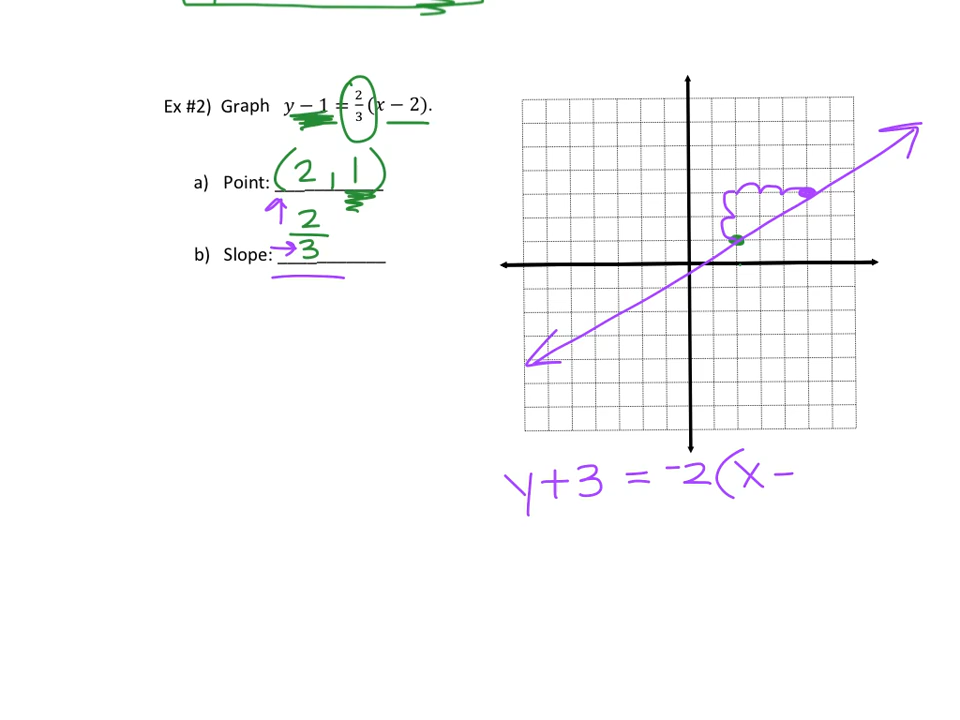 Ex #2) Graph y − 1 = 2/3 (x − 2).
a) Point: (2, 1)
b) Slope: 2/3
y+3 = -2(x -